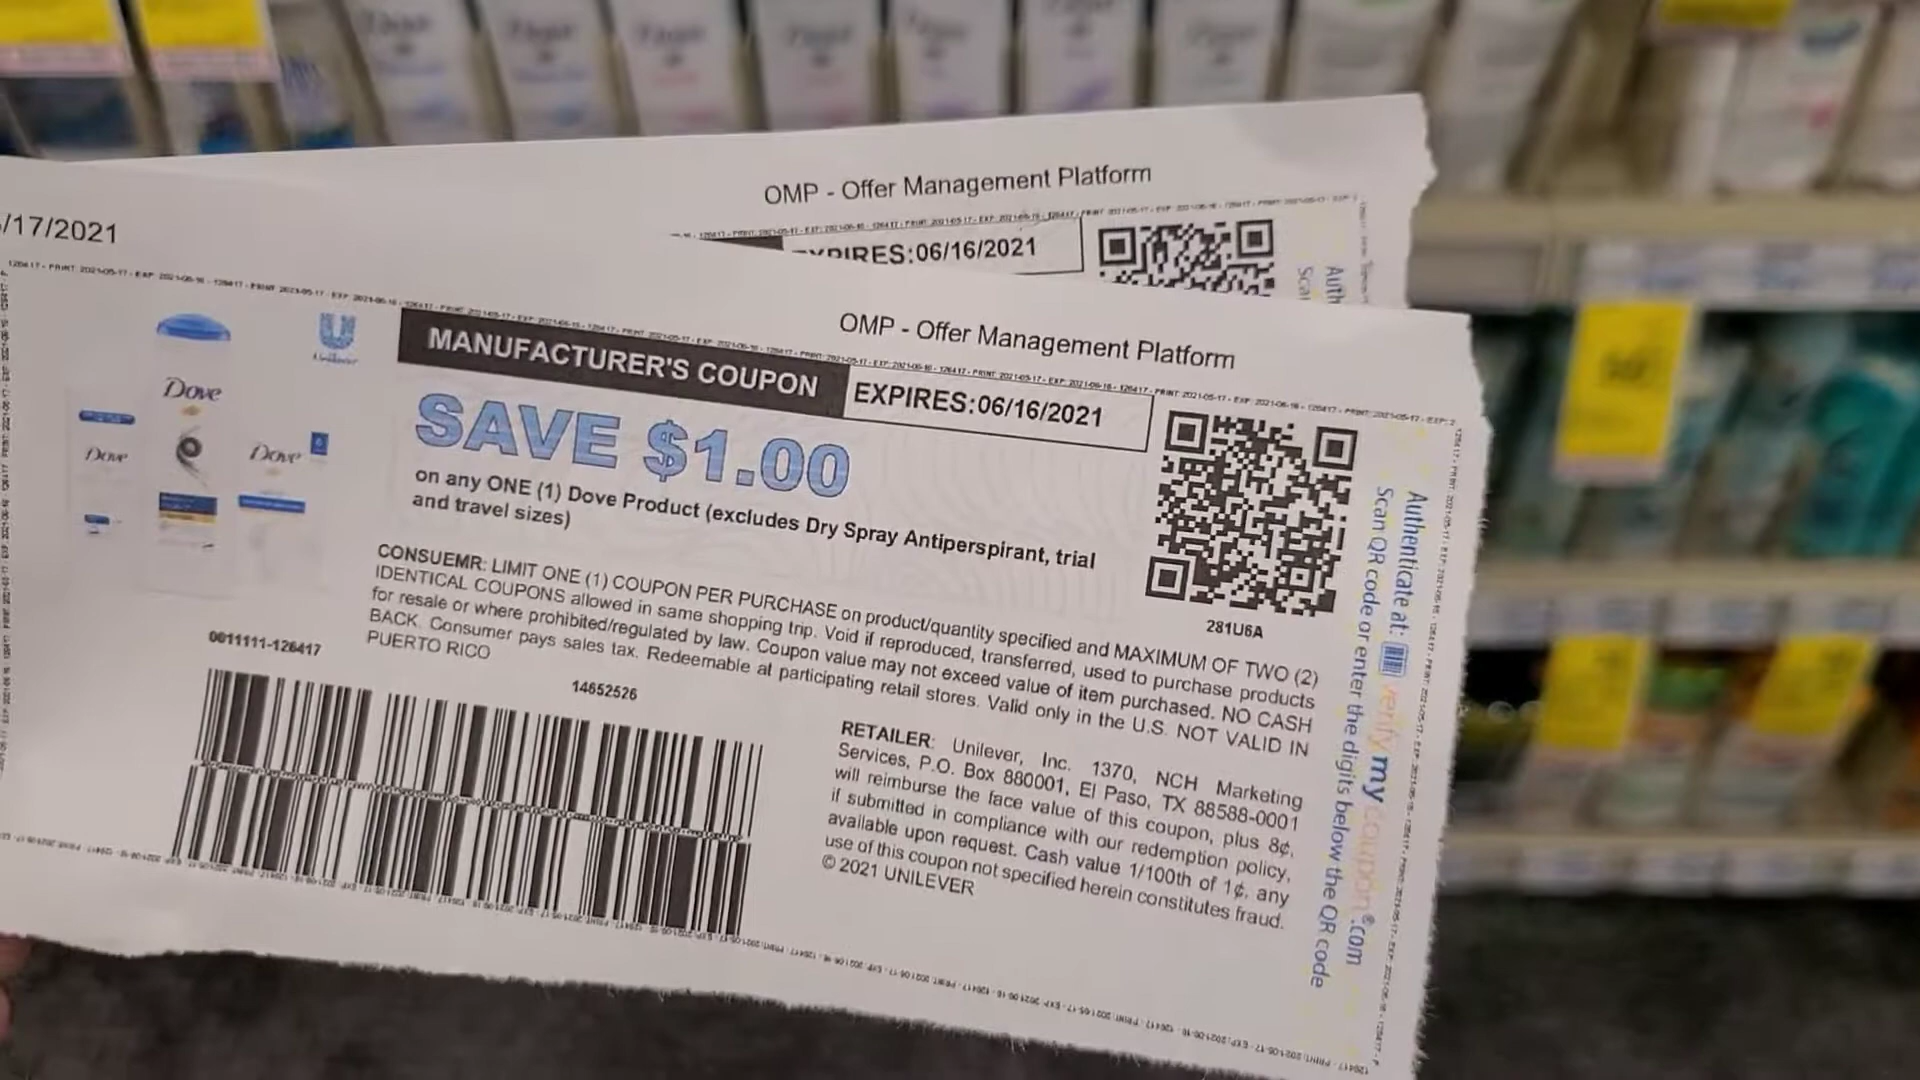 OMP - Offer Management Platform
EXPIRES:06/16/2021
/17/2021
OMP - Offer Management Platform
MANUFACTURER'S COUPON
EXPIRES:06/16/2021
Unilever
Dove
Dove
Dove
SAVE $1.00
on any ONE (1) Dove Product (excludes Dry Spray Antiperspirant, trial
and travel sizes)
CONSUEMR: LIMIT ONE (1) COUPON PER PURCHASE on product/quantity specified and MAXIMUM OF TWO (2)
IDENTICAL COUPONS allowed in same shopping trip. Void if reproduced, transferred, used to purchase products
for resale or where prohibited/regulated by law. Coupon value may not exceed value of item purchased. NO CASH
BACK. Consumer pays sales tax. Redeemable at participating retail stores. Valid only in the U.S. NOT VALID IN
PUERTO RICO
281U6A
0011111-126417
14652526
RETAILER: Unilever, Inc. 1370, NCH Marketing
Services, P.O. Box 880001, El Paso, TX 88588-0001
will reimburse the face value of this coupon, plus 8¢,
if submitted in compliance with our redemption policy,
available upon request. Cash value 1/100th of 1¢, any
use of this coupon not specified herein constitutes fraud.
© 2021 UNILEVER
Authenticate at: verify my coupon®.com
Scan QR code or enter the digits below the QR code